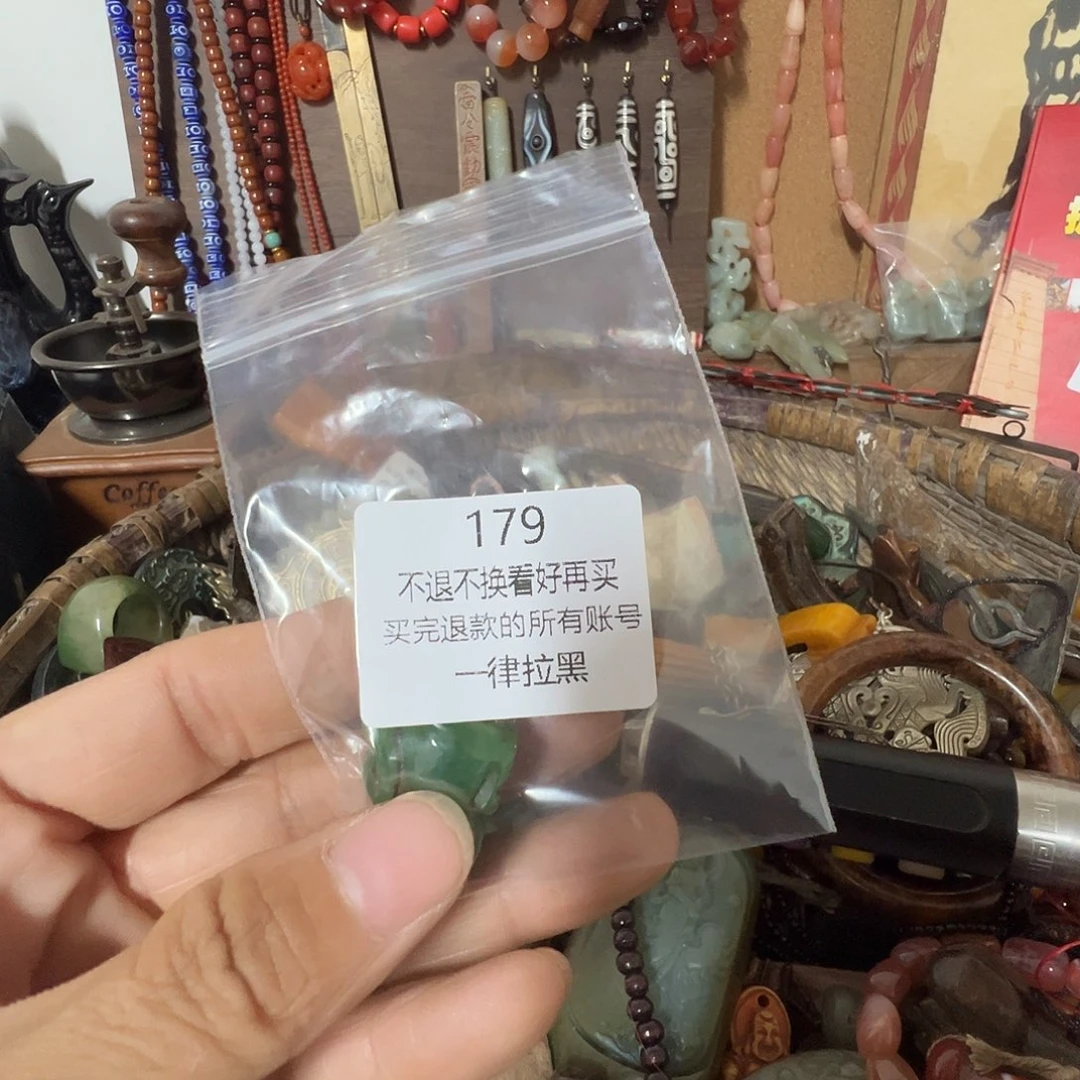 179
不退不换看好再买
买完退款的所有账号
一律拉黑
Coffe